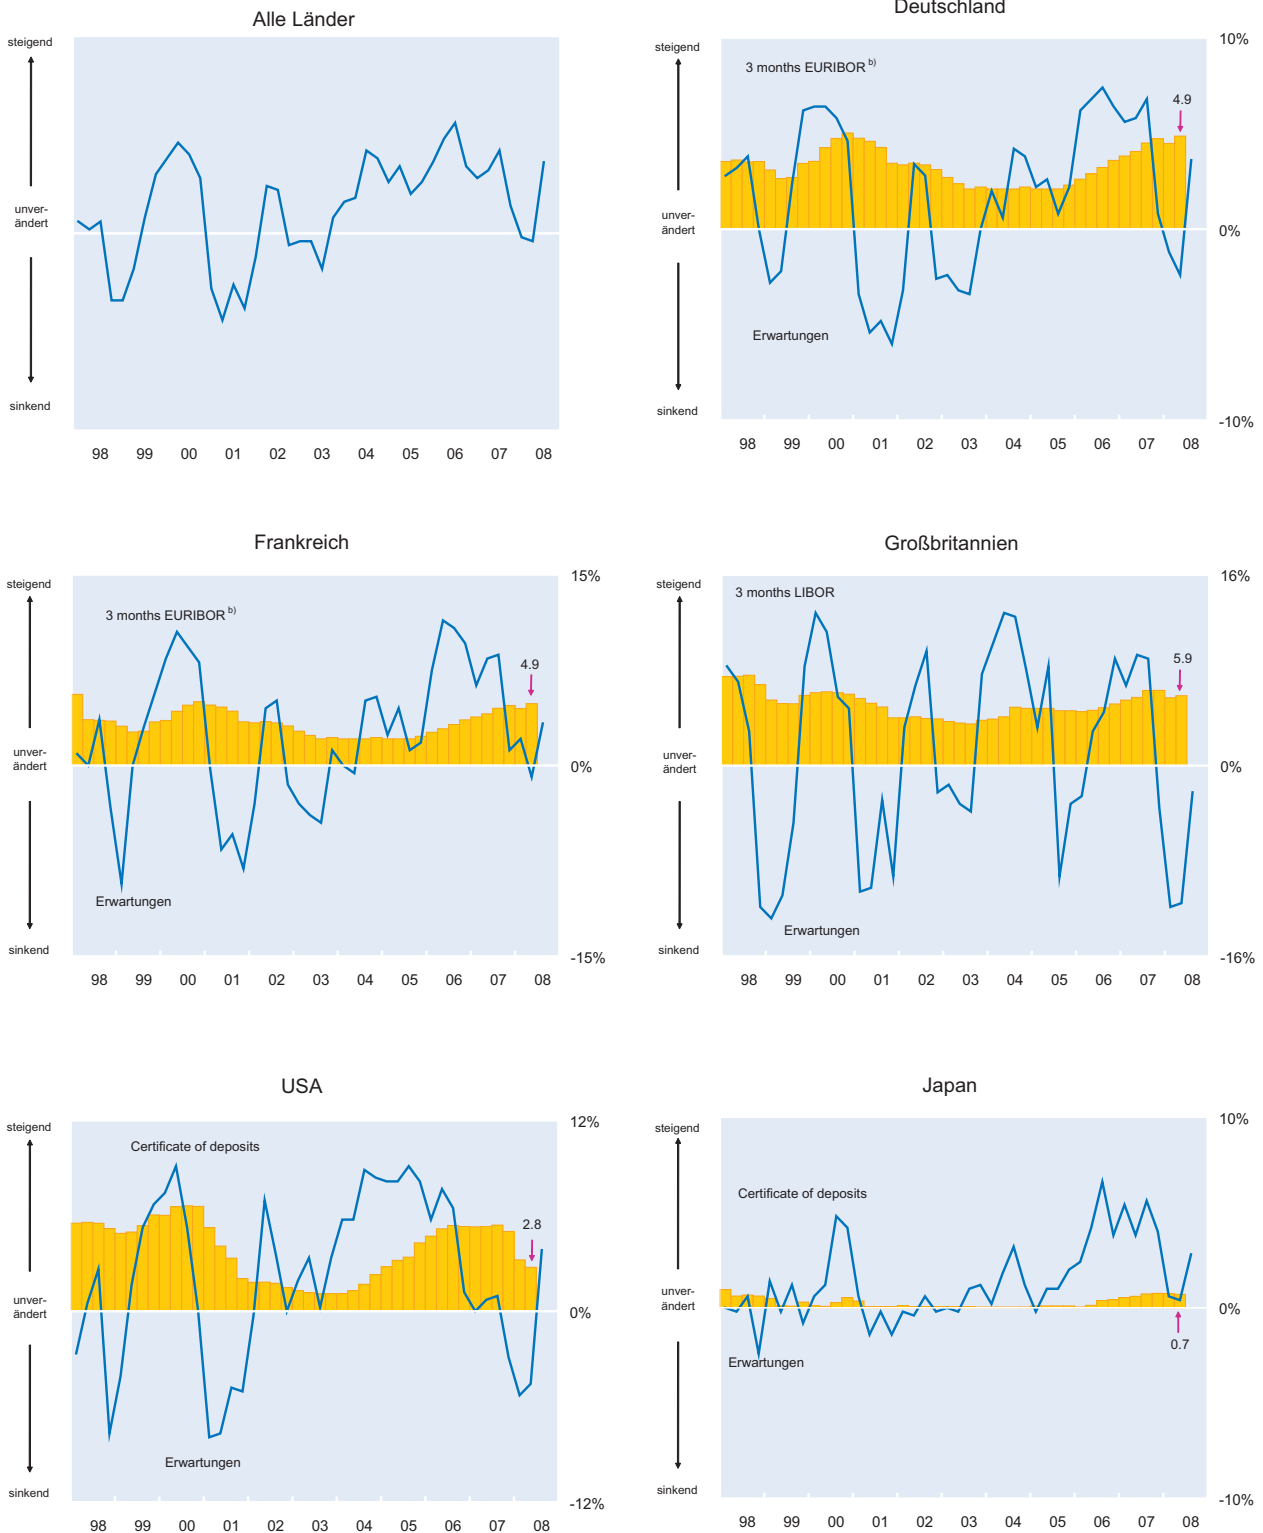 Alle Länder
steigend
unver-
ändert
sinkend
98 99 00 01 02 03 04 05 06 07 08
Deutschland
steigend
10%
3 months EURIBOR b)
4.9
unver-
ändert
0%
Erwartungen
sinkend
-10%
98 99 00 01 02 03 04 05 06 07 08
Frankreich
steigend
15%
3 months EURIBOR b)
4.9
unver-
ändert
0%
Erwartungen
sinkend
-15%
98 99 00 01 02 03 04 05 06 07 08
Großbritannien
steigend
16%
3 months LIBOR
5.9
unver-
ändert
0%
Erwartungen
sinkend
-16%
98 99 00 01 02 03 04 05 06 07 08
USA
steigend
12%
Certificate of deposits
2.8
unver-
ändert
0%
Erwartungen
sinkend
-12%
98 99 00 01 02 03 04 05 06 07 08
Japan
steigend
10%
Certificate of deposits
unver-
ändert
0%
0.7
Erwartungen
sinkend
-10%
98 99 00 01 02 03 04 05 06 07 08